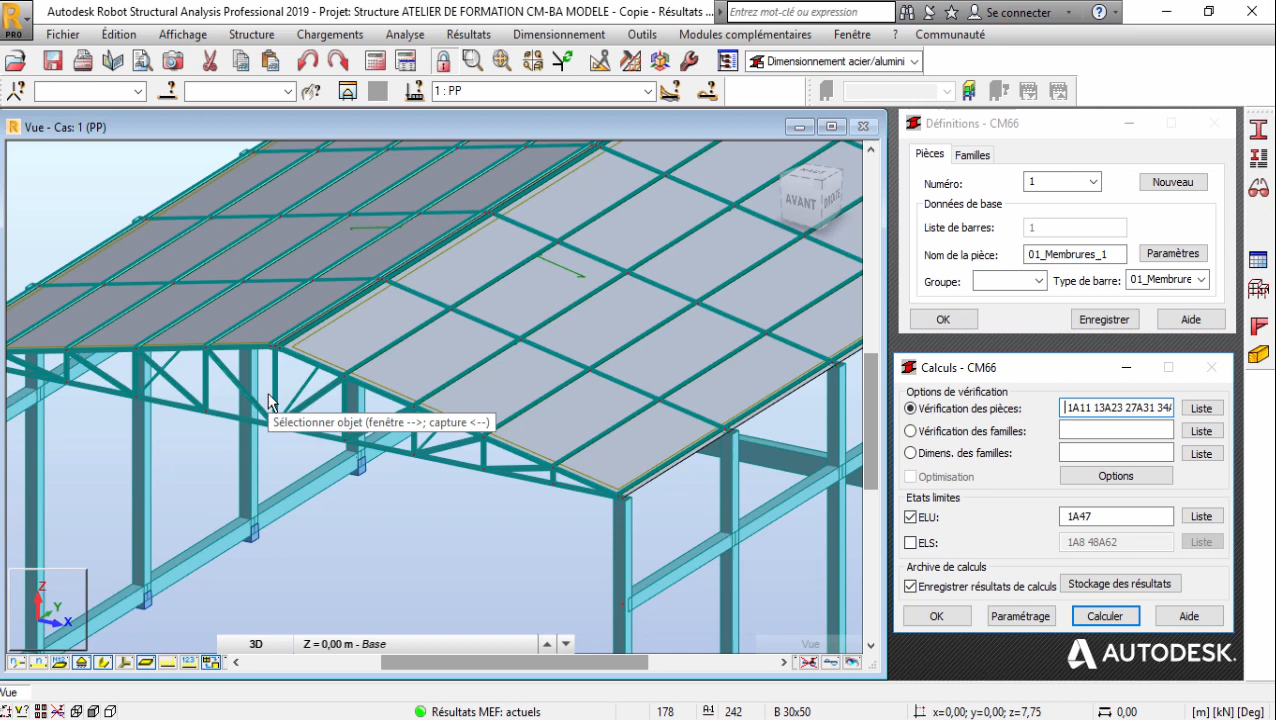 Autodesk Robot Structural Analysis Professional 2019 - Projet: Structure ATELIER DE FORMATION CM-BA MODELE - Copie - Résultats ...
Entrez mot-clé ou expression
Se connecter
PRO
Fichier Édition Affichage Structure Chargements Analyse Résultats Dimensionnement Outils Modules complémentaires Fenêtre ? Communauté
Dimensionnement acier/alumini
1 : PP
Vue - Cas: 1 (PP)
AVANT
DROITE
Sélectionner objet (fenêtre -->; capture <--)
Z
Y
X
3D
Z = 0,00 m - Base
Vue
Définitions - CM66
Pièces Familles
Numéro: 1 Nouveau
Données de base
Liste de barres: 1
Nom de la pièce: 01_Membrures_1 Paramètres
Groupe: Type de barre: 01_Membrure
OK Enregistrer Aide
Calculs - CM66
Options de vérification
Vérification des pièces: 1A11 13A23 27A31 34A Liste
Vérification des familles: Liste
Dimens. des familles: Liste
Optimisation Options
Etats limites
ELU: 1A47 Liste
ELS: 1A8 48A62 Liste
Archive de calculs
Enregistrer résultats de calculs Stockage des résultats
OK Paramétrage Calculer Aide
AUTODESK.
Vue
Résultats MEF: actuels 178 242 B 30x50 x=0,00; y=0,00; z=7,75 0,00 [m] [kN] [Deg]